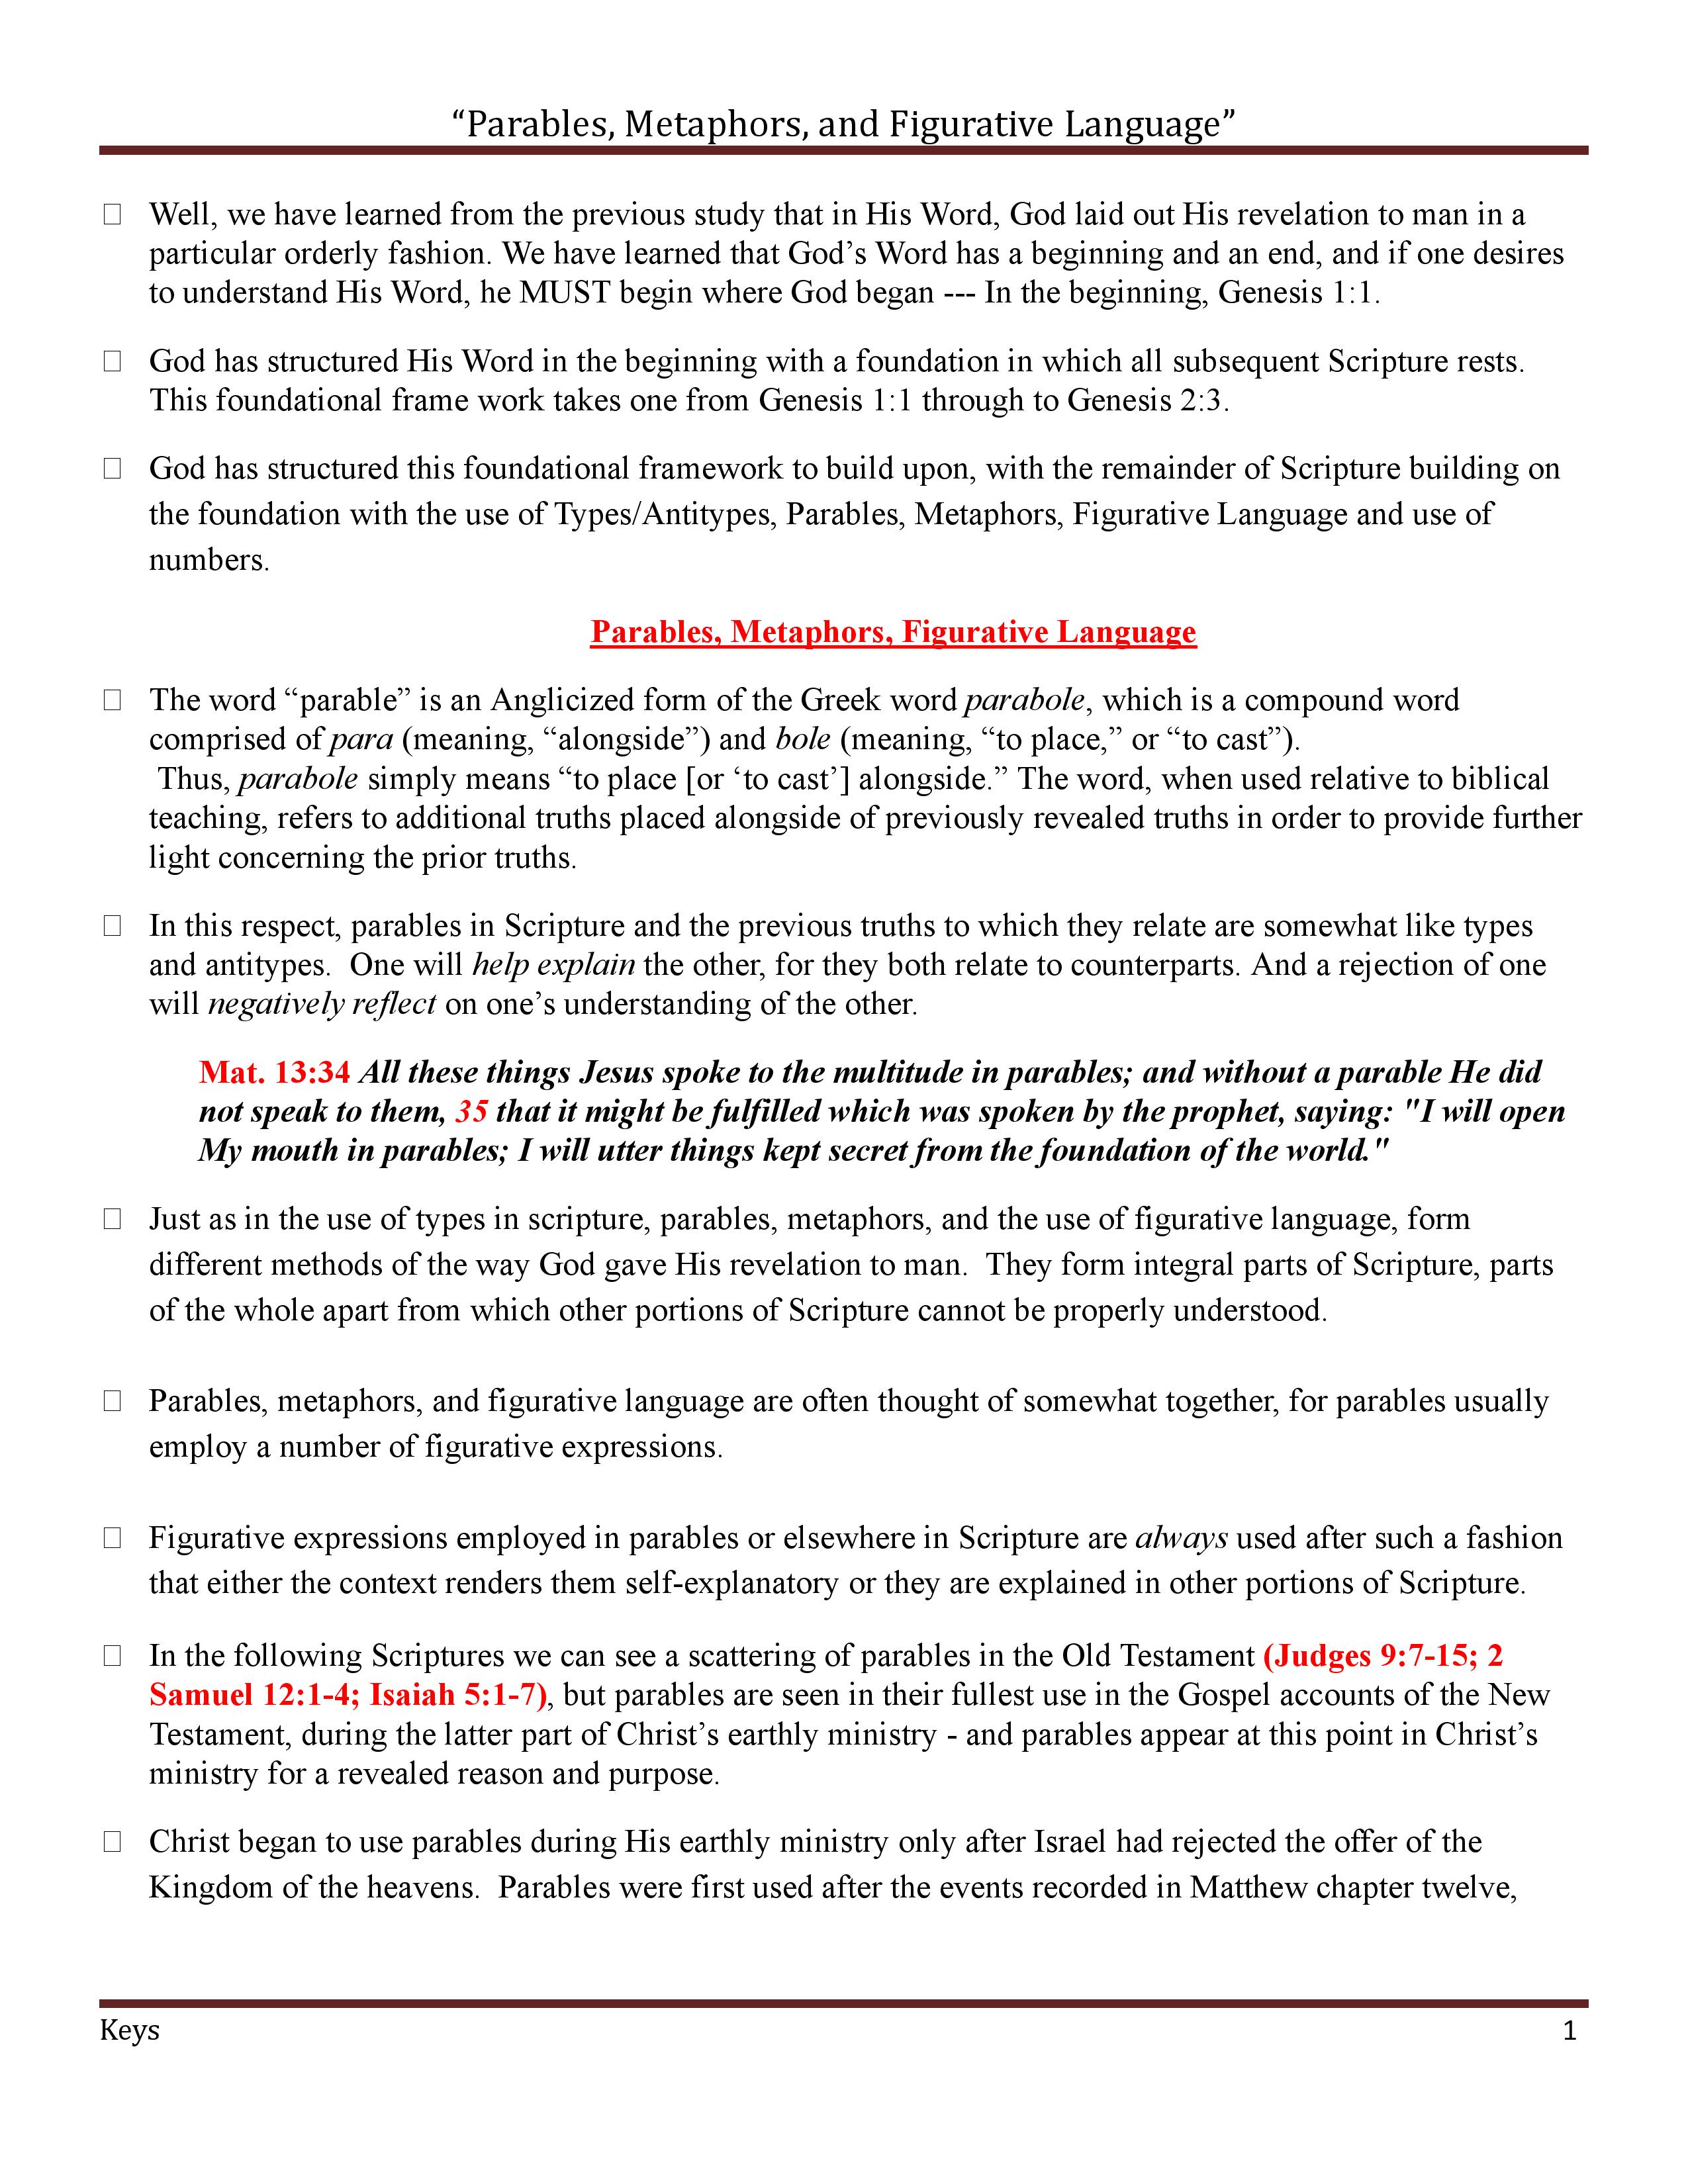 “Parables, Metaphors, and Figurative Language”
□ Well, we have learned from the previous study that in His Word, God laid out His revelation to man in a
particular orderly fashion. We have learned that God’s Word has a beginning and an end, and if one desires
to understand His Word, he MUST begin where God began --- In the beginning, Genesis 1:1.
□ God has structured His Word in the beginning with a foundation in which all subsequent Scripture rests.
This foundational frame work takes one from Genesis 1:1 through to Genesis 2:3.
□ God has structured this foundational framework to build upon, with the remainder of Scripture building on
the foundation with the use of Types/Antitypes, Parables, Metaphors, Figurative Language and use of
numbers.
Parables, Metaphors, Figurative Language
□ The word “parable” is an Anglicized form of the Greek word parabole, which is a compound word
comprised of para (meaning, “alongside”) and bole (meaning, “to place,” or “to cast”).
Thus, parabole simply means “to place [or ‘to cast’] alongside.” The word, when used relative to biblical
teaching, refers to additional truths placed alongside of previously revealed truths in order to provide further
light concerning the prior truths.
□ In this respect, parables in Scripture and the previous truths to which they relate are somewhat like types
and antitypes.  One will help explain the other, for they both relate to counterparts. And a rejection of one
will negatively reflect on one’s understanding of the other.
Mat. 13:34 All these things Jesus spoke to the multitude in parables; and without a parable He did
not speak to them, 35 that it might be fulfilled which was spoken by the prophet, saying: "I will open
My mouth in parables; I will utter things kept secret from the foundation of the world."
□ Just as in the use of types in scripture, parables, metaphors, and the use of figurative language, form
different methods of the way God gave His revelation to man.  They form integral parts of Scripture, parts
of the whole apart from which other portions of Scripture cannot be properly understood.
□ Parables, metaphors, and figurative language are often thought of somewhat together, for parables usually
employ a number of figurative expressions.
□ Figurative expressions employed in parables or elsewhere in Scripture are always used after such a fashion
that either the context renders them self-explanatory or they are explained in other portions of Scripture.
□ In the following Scriptures we can see a scattering of parables in the Old Testament (Judges 9:7-15; 2
Samuel 12:1-4; Isaiah 5:1-7), but parables are seen in their fullest use in the Gospel accounts of the New
Testament, during the latter part of Christ’s earthly ministry - and parables appear at this point in Christ’s
ministry for a revealed reason and purpose.
□ Christ began to use parables during His earthly ministry only after Israel had rejected the offer of the
Kingdom of the heavens.  Parables were first used after the events recorded in Matthew chapter twelve,
Keys 1